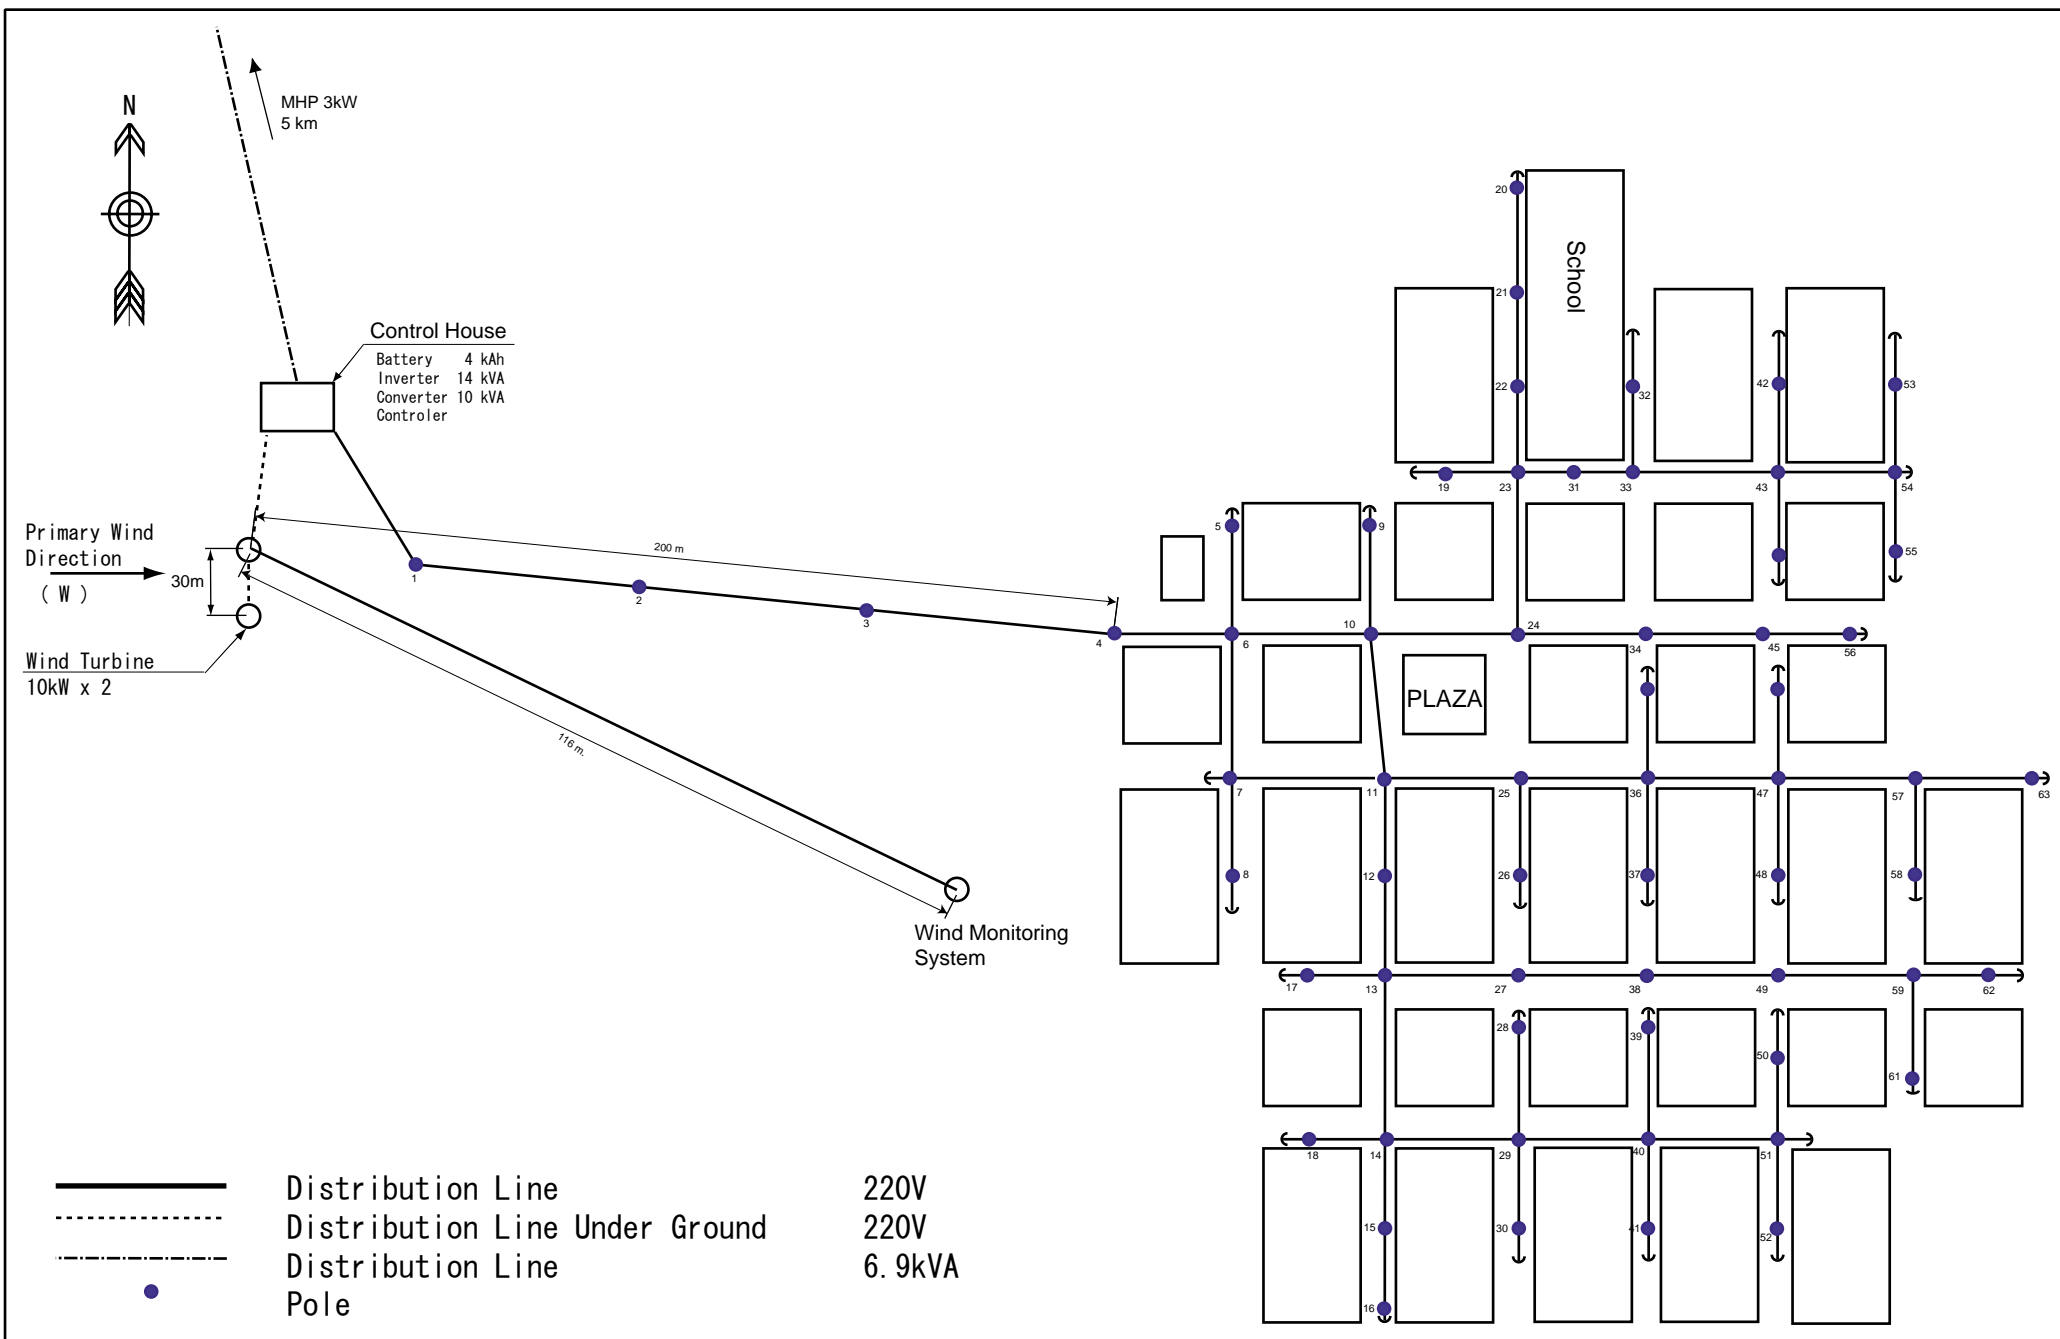 N
MHP 3kW
5 km
Control House
Battery 4 kAh
Inverter 14 kVA
Converter 10 kVA
Controler
Primary Wind
Direction
( W )
30m
Wind Turbine
10kW x 2
200 m
116 m.
Wind Monitoring
System
School
PLAZA
1
2
3
4
5
6
7
8
9
10
11
12
13
14
15
16
17
18
19
20
21
22
23
24
25
26
27
28
29
30
31
32
33
34
36
37
38
39
40
41
42
43
45
47
48
49
50
51
52
53
54
55
56
57
58
59
61
62
63
Distribution Line 220V
Distribution Line Under Ground 220V
Distribution Line 6.9kVA
Pole